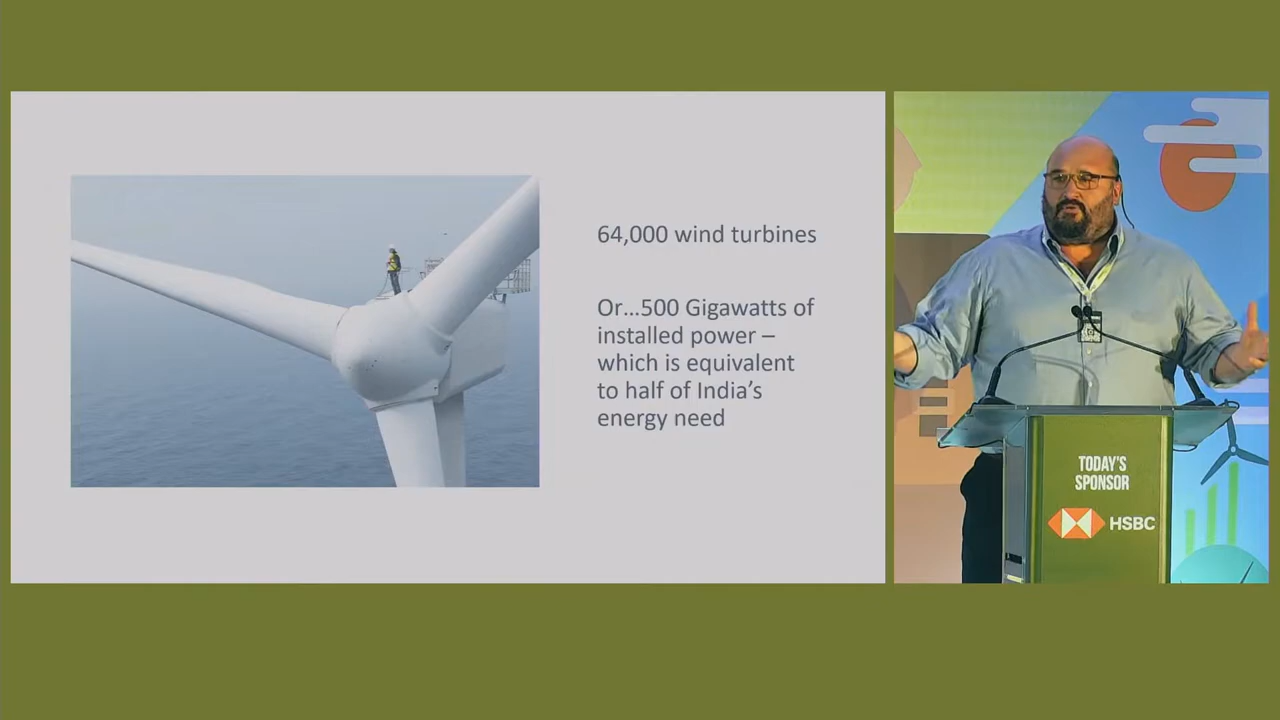 64,000 wind turbines
Or...500 Gigawatts of
installed power –
which is equivalent
to half of India's
energy need
TODAY'S
SPONSOR
HSBC